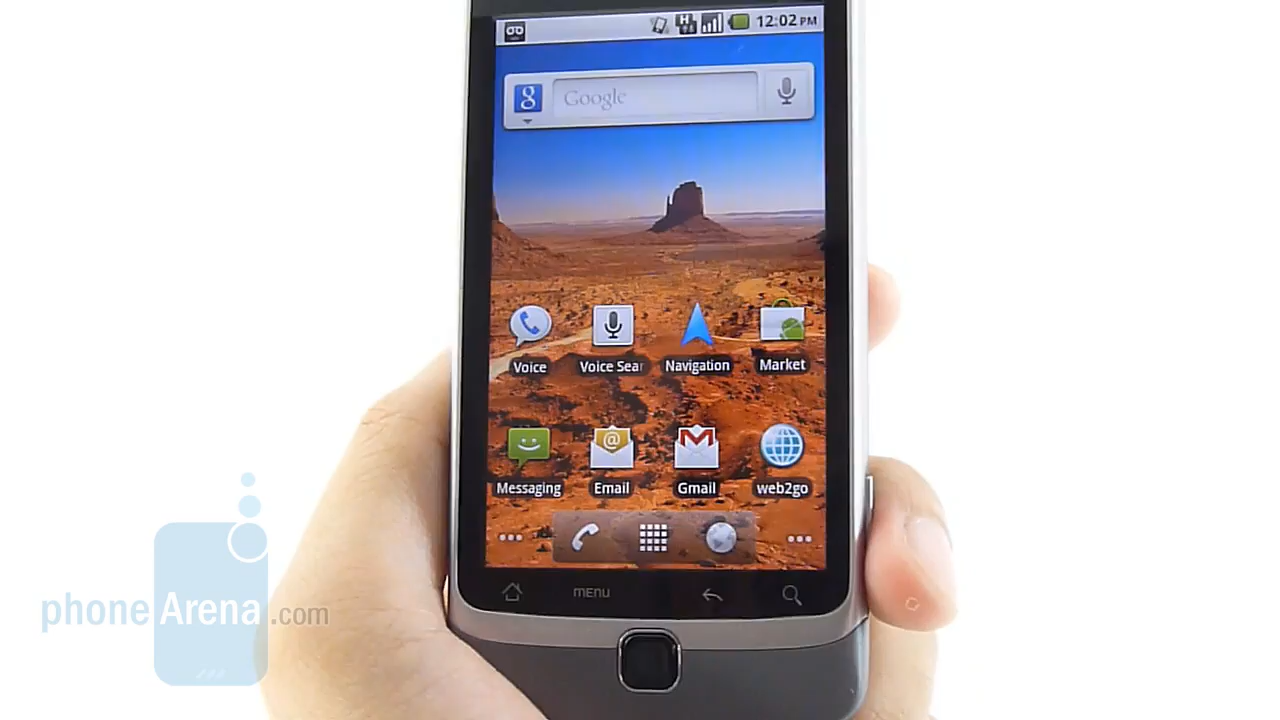 12:02 PM
g Google
Voice Voice Sear Navigation Market
Messaging Email Gmail web2go
MENU
phoneArena.com